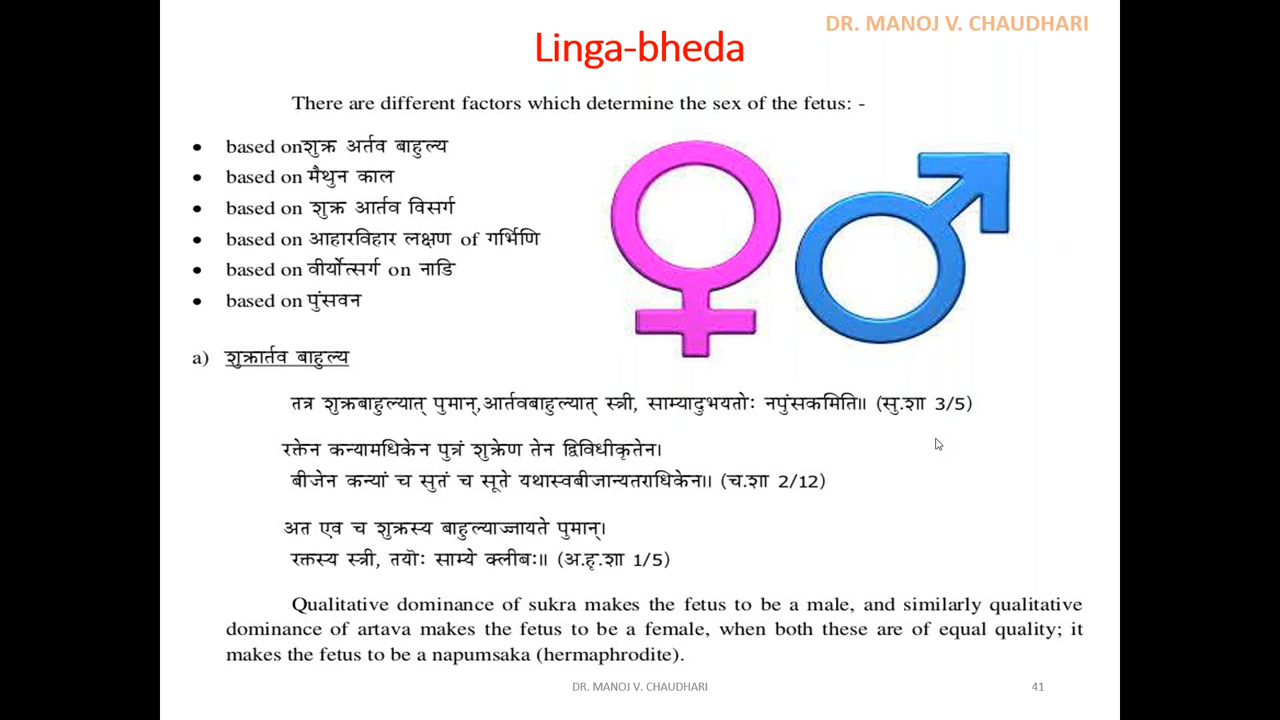 DR. MANOJ V. CHAUDHARI
Linga-bheda
There are different factors which determine the sex of the fetus: -
• based onशुक्र अर्तव बाहुल्य
• based on मैथुन काल
• based on शुक्र आर्तव विसर्ग
• based on आहारविहार लक्षण of गर्भिणि
• based on वीर्योत्सर्ग on नाडि
• based on पुंसवन
a) शुक्रार्तव बाहुल्य
तत्र शुक्रबाहुल्यात् पुमान्,आर्तवबाहुल्यात् स्त्री, साम्यादुभयतोः नपुंसकमिति॥ (सु.शा 3/5)
रक्तेन कन्यामधिकेन पुत्रं शुक्रेण तेन द्विविधीकृतेन।
बीजेन कन्यां च सुतं च सूते यथास्वबीजान्यतराधिकेन॥ (च.शा 2/12)
अत एव च शुक्रस्य बाहुल्याज्जायते पुमान्।
रक्तस्य स्त्री, तयोः साम्ये क्लीबः॥ (अ.हृ.शा 1/5)
Qualitative dominance of sukra makes the fetus to be a male, and similarly qualitative
dominance of artava makes the fetus to be a female, when both these are of equal quality; it
makes the fetus to be a napumsaka (hermaphrodite).
DR. MANOJ V. CHAUDHARI 41